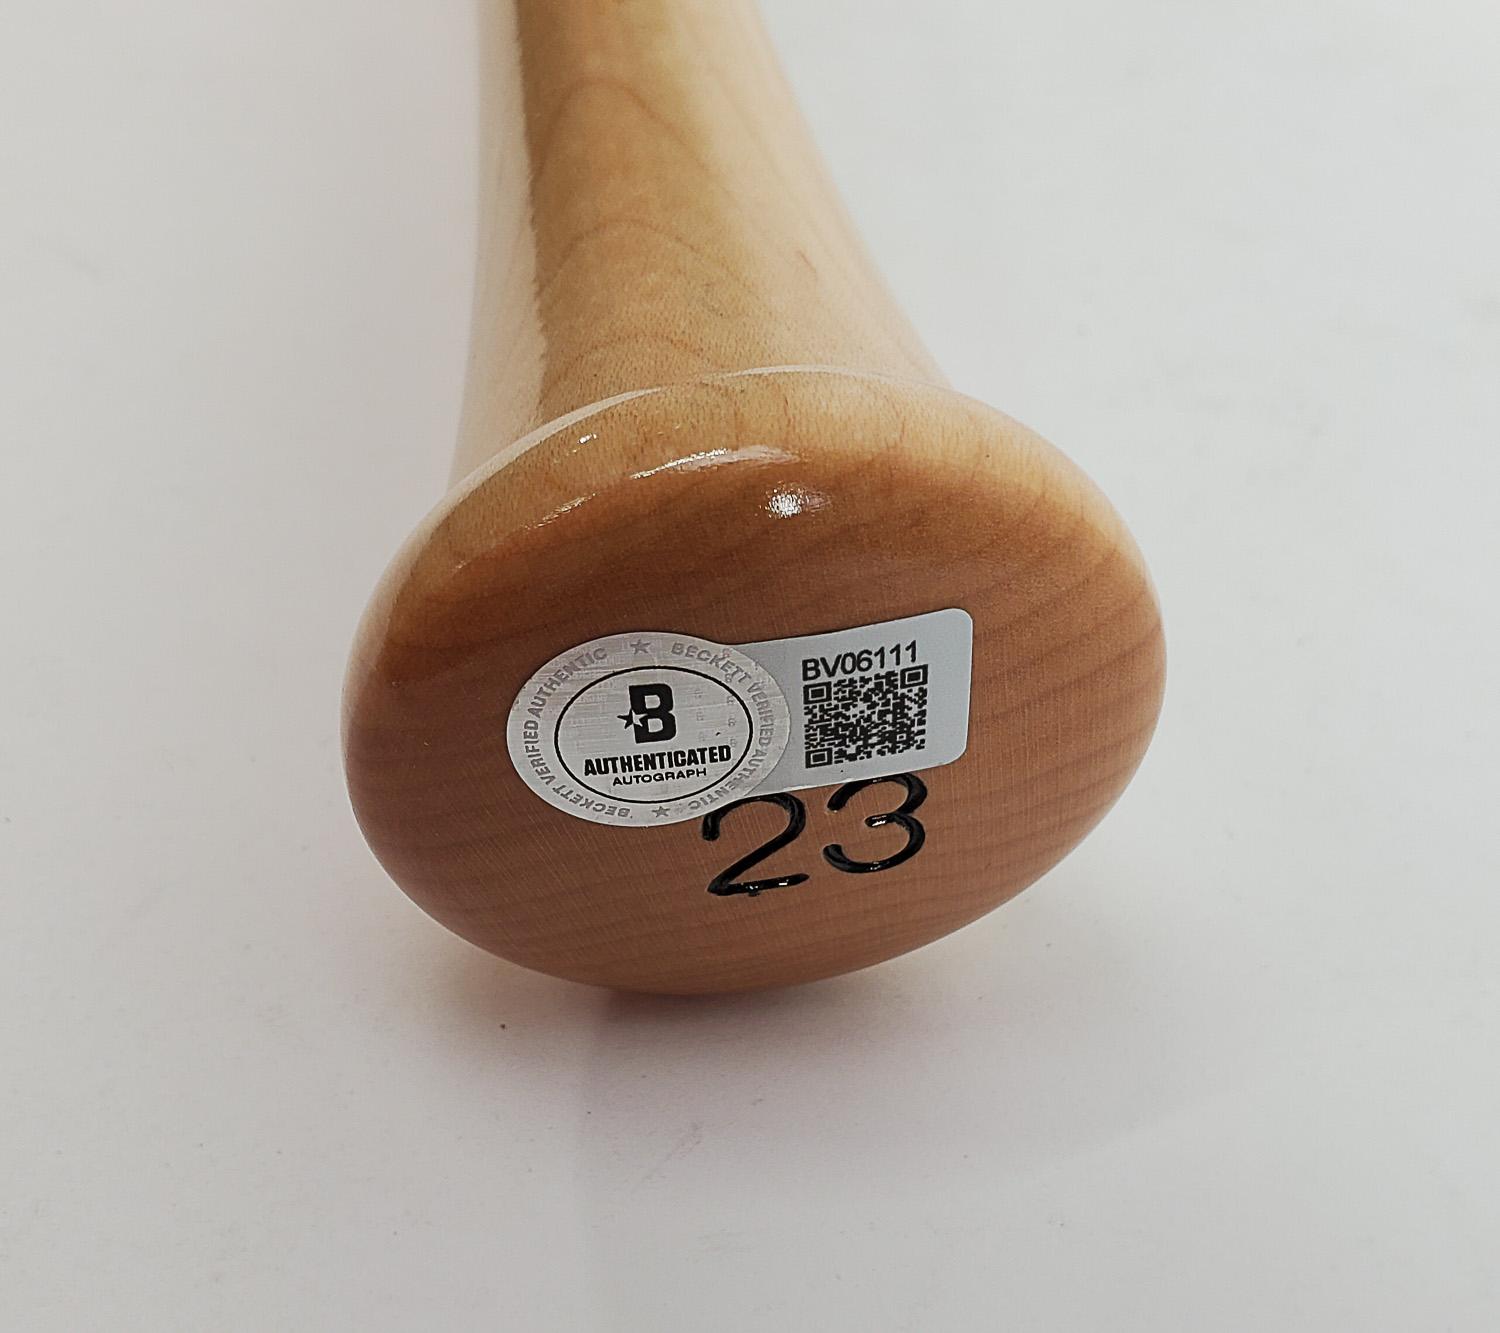 BECKETT VERIFIED AUTHENTIC ★ BECKETT VERIFIED AUTHENTIC ★
B
AUTHENTICATED
AUTOGRAPH
BV06111
23